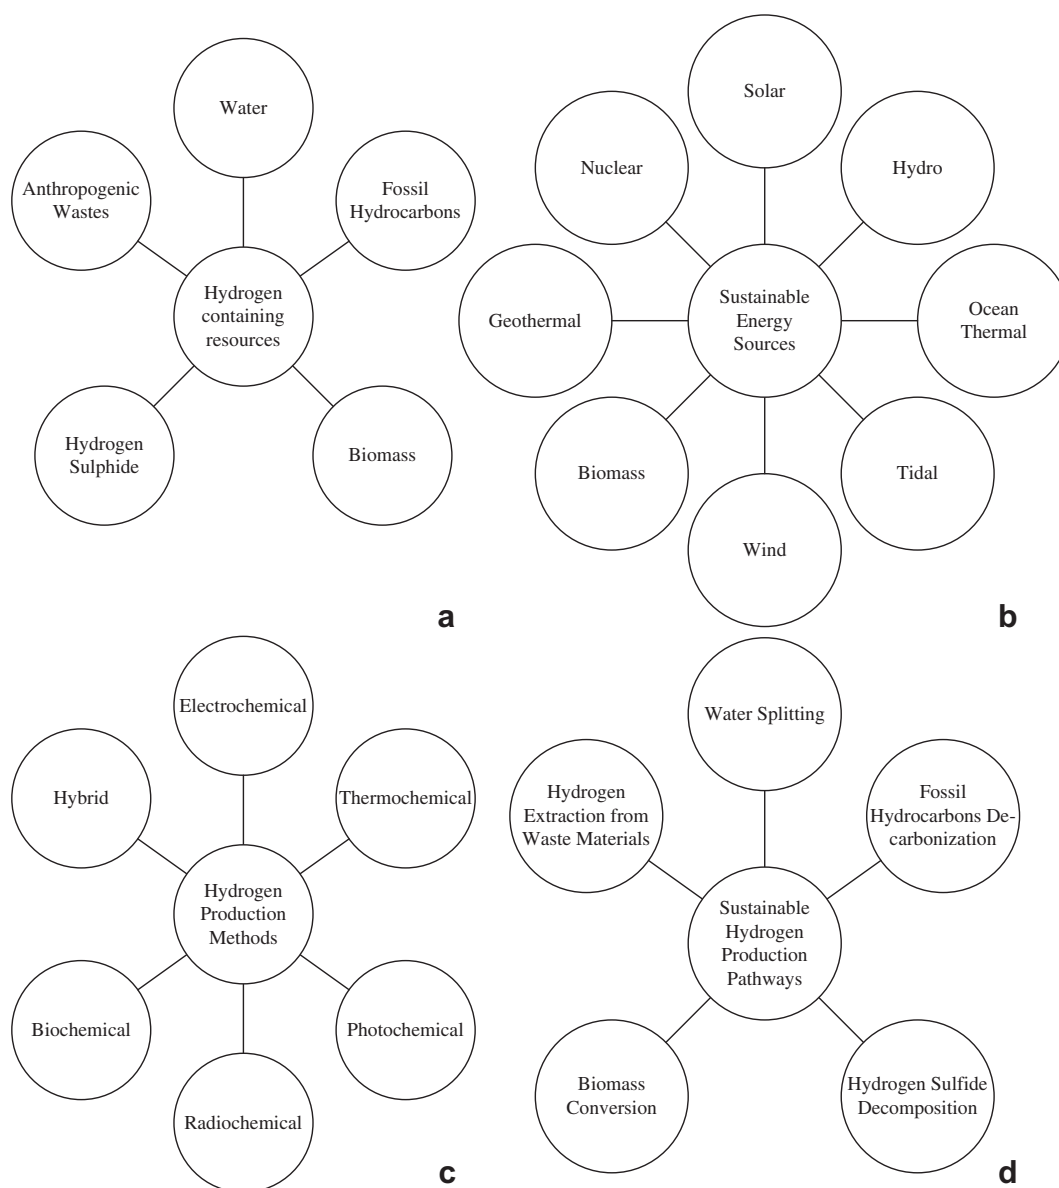 Water
Anthropogenic
Wastes
Fossil
Hydrocarbons
Hydrogen
containing
resources
Hydrogen
Sulphide
Biomass
a
Solar
Nuclear
Hydro
Geothermal
Sustainable
Energy
Sources
Ocean
Thermal
Biomass
Tidal
Wind
b
Electrochemical
Hybrid
Thermochemical
Hydrogen
Production
Methods
Biochemical
Photochemical
Radiochemical
c
Water Splitting
Hydrogen
Extraction from
Waste Materials
Fossil
Hydrocarbons De-
carbonization
Sustainable
Hydrogen
Production
Pathways
Biomass
Conversion
Hydrogen Sulfide
Decomposition
d